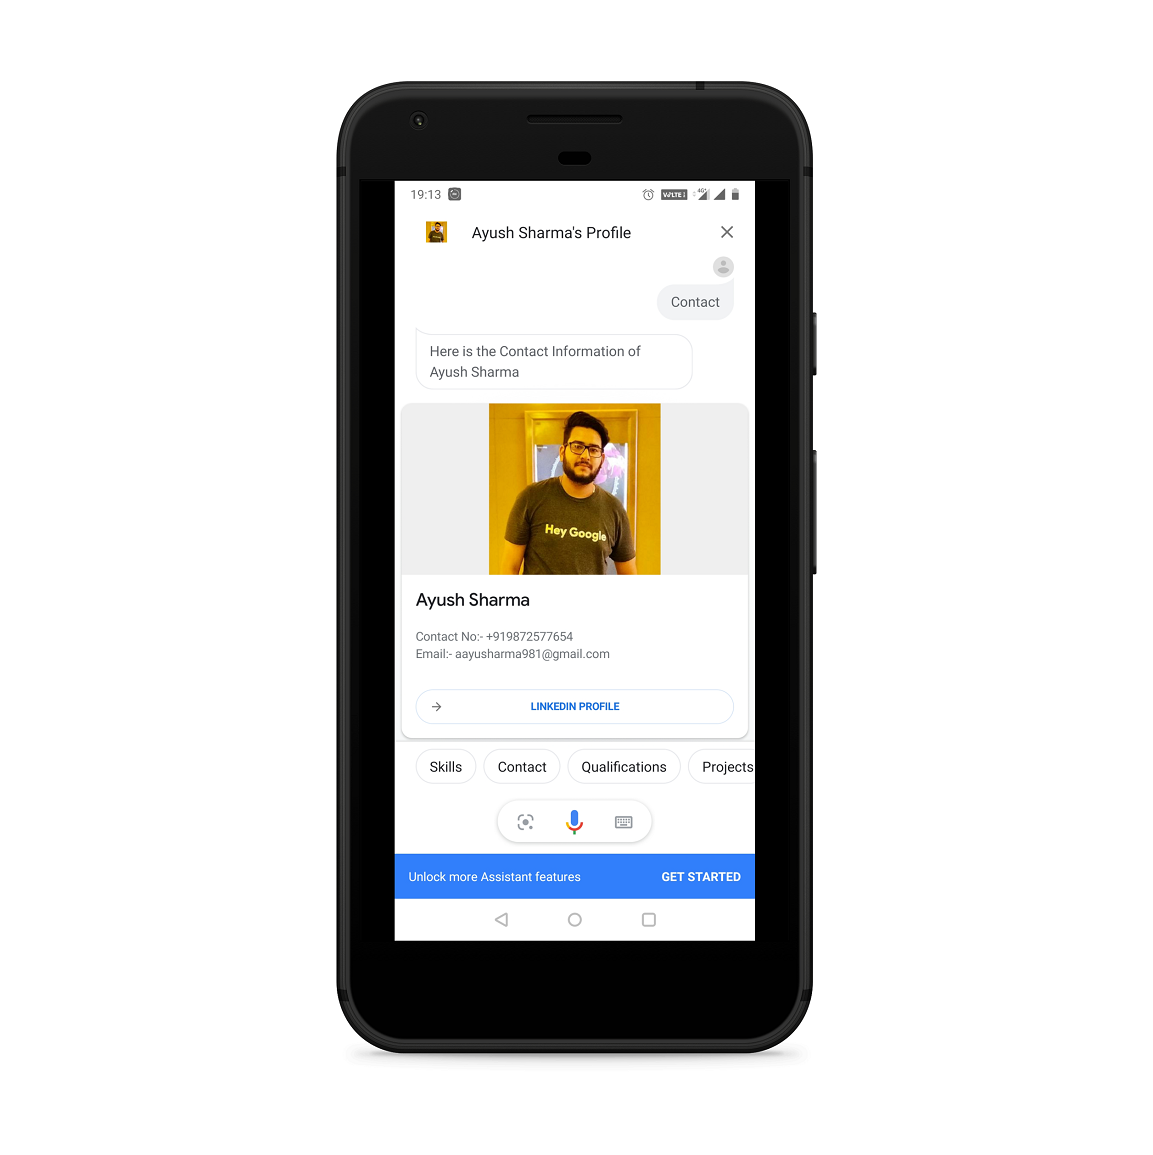 19:13
VoLTE
4G+
Ayush Sharma's Profile
Contact
Here is the Contact Information of
Ayush Sharma
Hey Google
Ayush Sharma
Contact No:- +919872577654
Email:- aayusharma981@gmail.com
LINKEDIN PROFILE
Skills
Contact
Qualifications
Projects
Unlock more Assistant features
GET STARTED